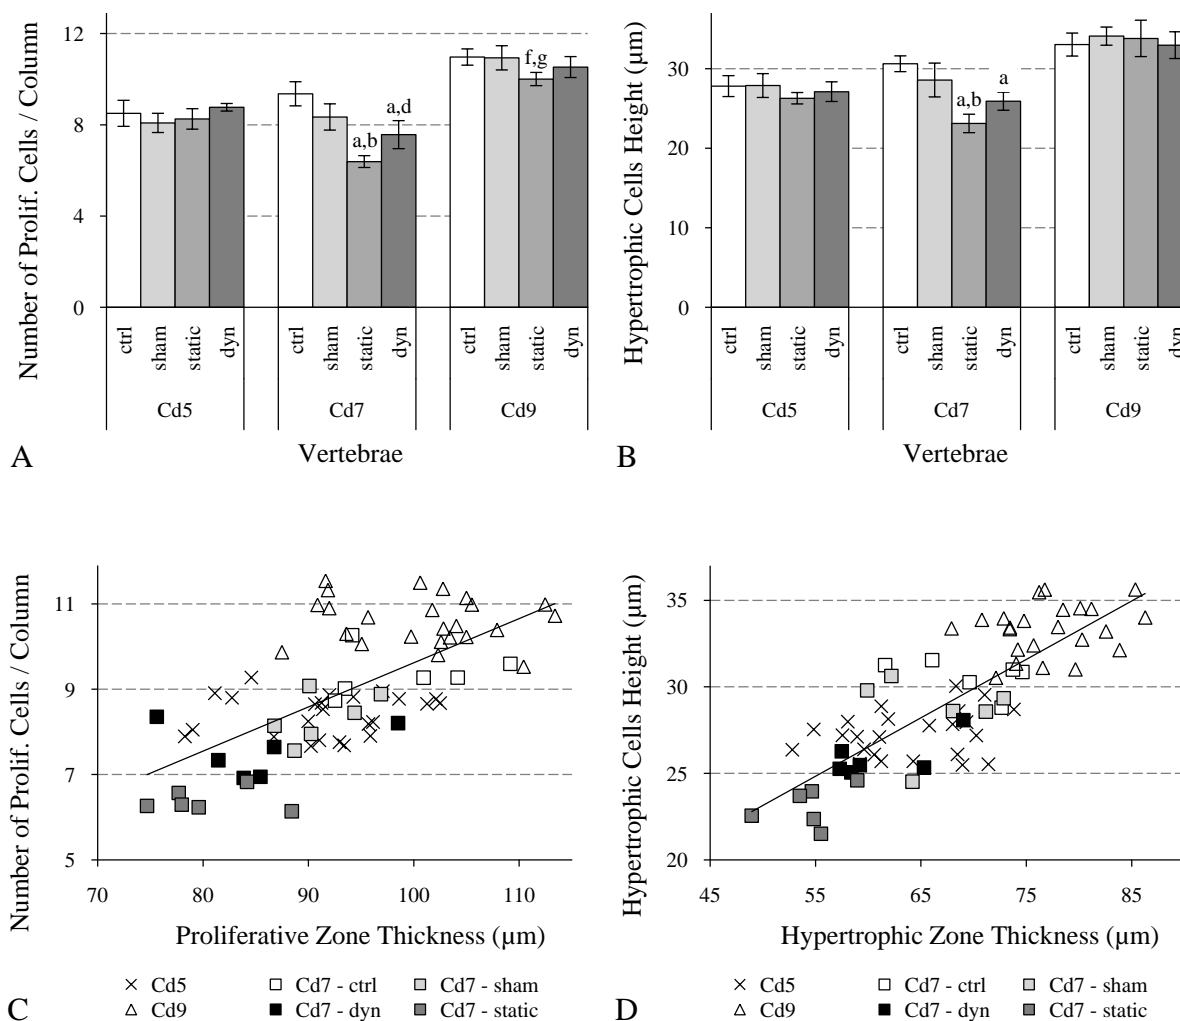 Number of Prolif. Cells / Column
12
8
4
0
f,g
a,d
a,b
ctrl
sham
static
dyn
ctrl
sham
static
dyn
ctrl
sham
static
dyn
Cd5 Cd7 Cd9
Vertebrae
A
Hypertrophic Cells Height (µm)
30
20
10
0
a
a,b
ctrl
sham
static
dyn
ctrl
sham
static
dyn
ctrl
sham
static
dyn
Cd5 Cd7 Cd9
Vertebrae
B
Number of Prolif. Cells / Column
11
9
7
5
70 80 90 100 110
Proliferative Zone Thickness (µm)
Cd5 Cd7 - ctrl Cd7 - sham
Cd9 Cd7 - dyn Cd7 - static
C
Hypertrophic Cells Height (µm)
35
30
25
20
45 55 65 75 85
Hypertrophic Zone Thickness (µm)
Cd5 Cd7 - ctrl Cd7 - sham
Cd9 Cd7 - dyn Cd7 - static
D